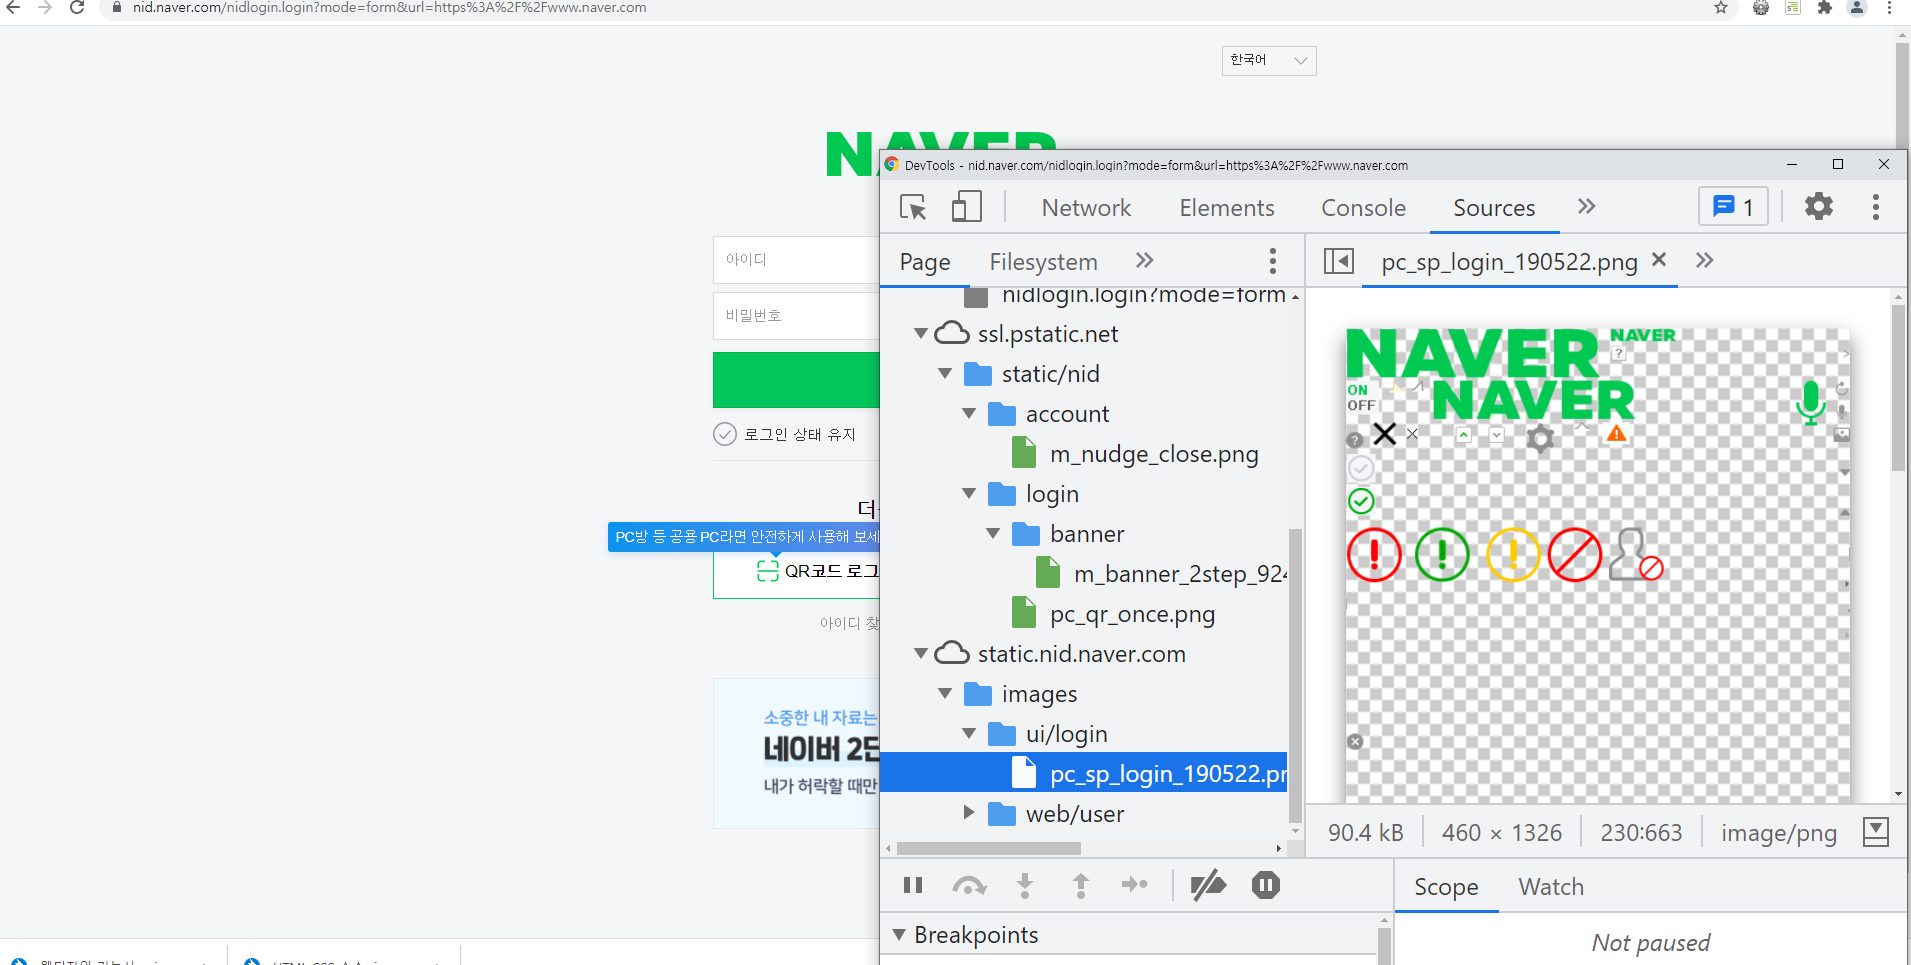 nid.naver.com/nidlogin.login?mode=form&url=https%3A%2F%2Fwww.naver.com
한국어
NAVER
아이디
비밀번호
로그인 상태 유지
PC방 등 공용 PC라면 안전하게 사용해 보세
QR코드 로그
아이디 찾
소중한 내 자료는
네이버 2단
내가 허락할 때만
DevTools - nid.naver.com/nidlogin.login?mode=form&url=https%3A%2F%2Fwww.naver.com
Network Elements Console Sources 1
Page Filesystem
pc_sp_login_190522.png
nidlogin.login?mode=form
ssl.pstatic.net
static/nid
account
m_nudge_close.png
login
banner
m_banner_2step_924
pc_qr_once.png
static.nid.naver.com
images
ui/login
pc_sp_login_190522.pr
web/user
NAVER NAVER
?
ON
NAVER
OFF
?
90.4 kB 460 × 1326 230:663 image/png
Scope Watch
Breakpoints
Not paused